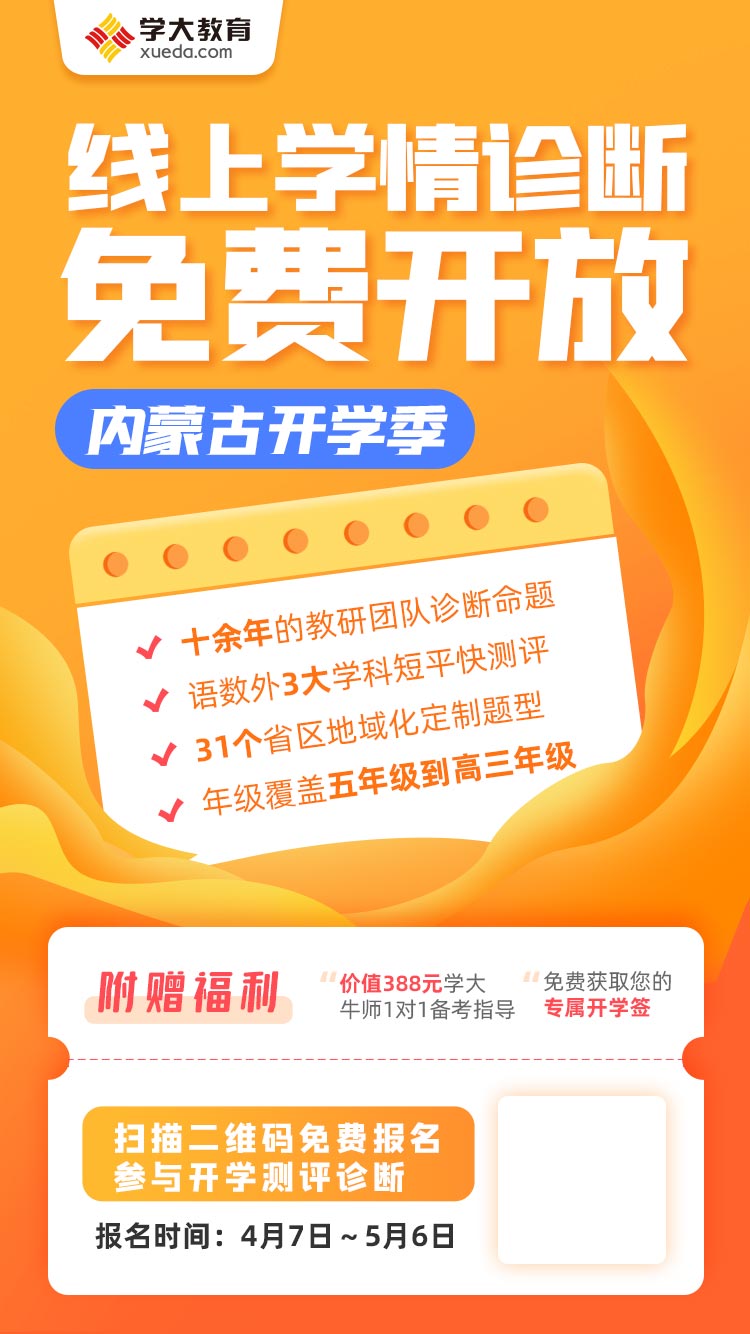 学大教育
xueda.com
线上学情诊断
免费开放
内蒙古开学季
十余年的教研团队诊断命题
语数外3大学科短平快测评
31个省区地域化定制题型
年级覆盖五年级到高三年级
附赠福利
“价值388元学大
牛师1对1备考指导
“免费获取您的
专属开学签
扫描二维码免费报名
参与开学测评诊断
报名时间：4月7日～5月6日